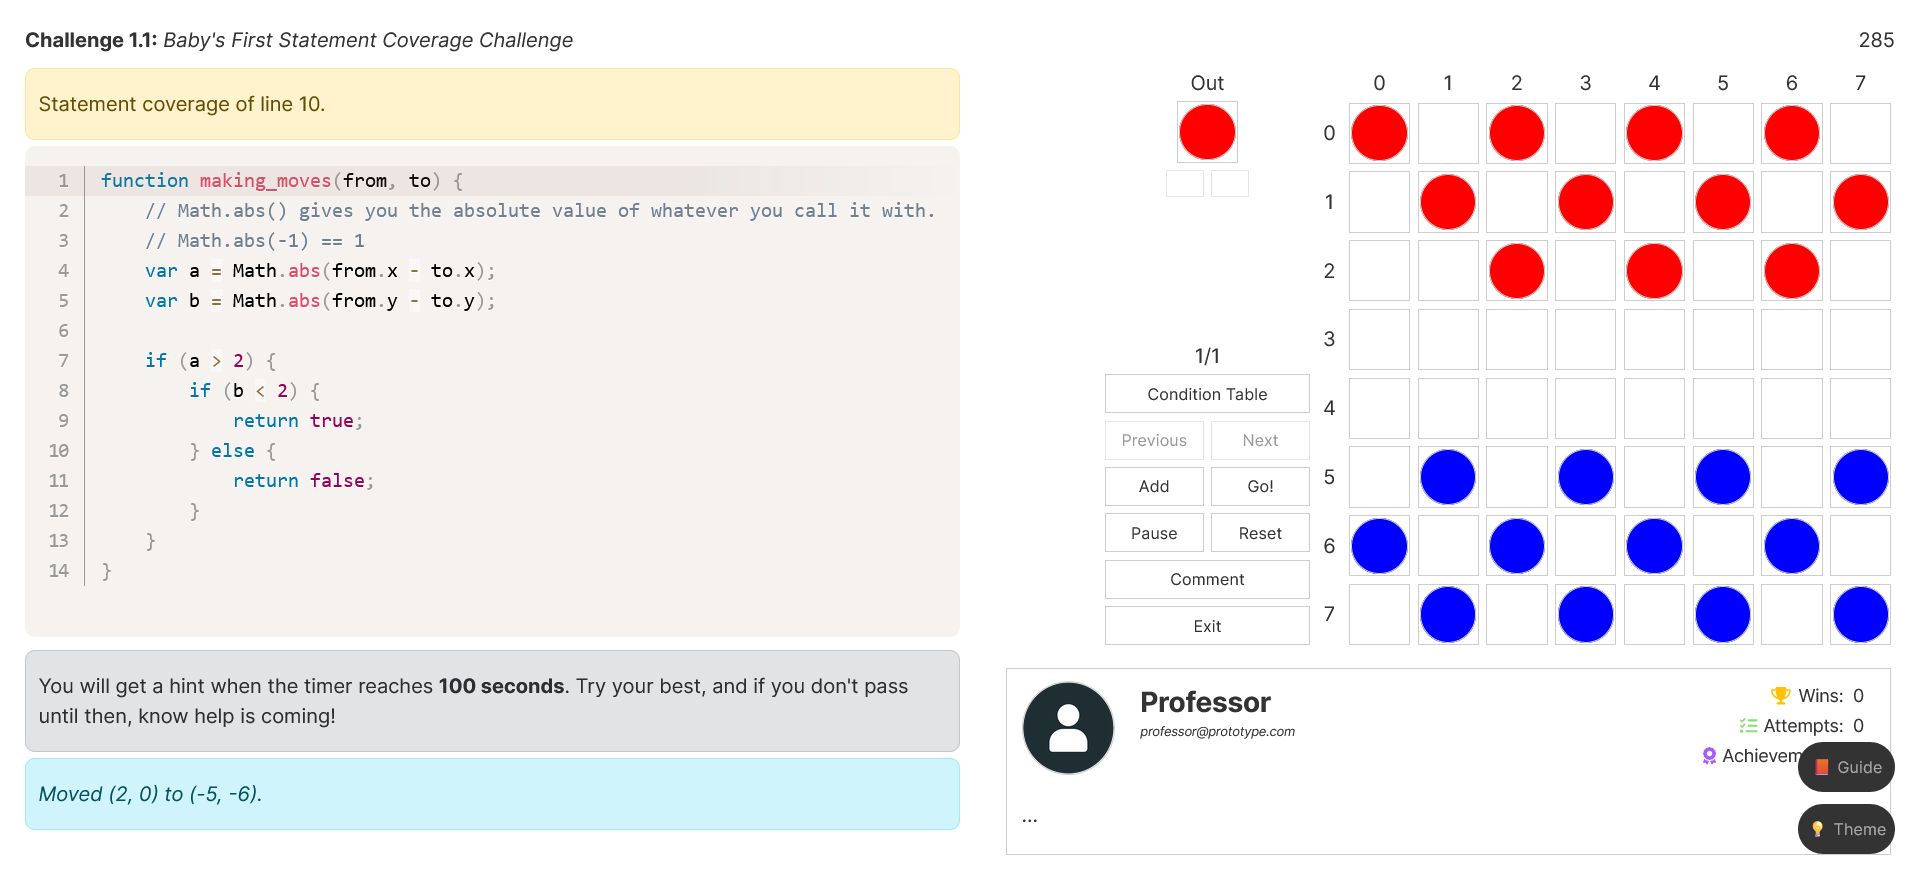 Challenge 1.1: Baby's First Statement Coverage Challenge
285
Statement coverage of line 10.
1 function making_moves(from, to) {
2 // Math.abs() gives you the absolute value of whatever you call it with.
3 // Math.abs(-1) == 1
4 var a = Math.abs(from.x - to.x);
5 var b = Math.abs(from.y - to.y);
6
7 if (a > 2) {
8 if (b < 2) {
9 return true;
10 } else {
11 return false;
12 }
13 }
14 }
You will get a hint when the timer reaches 100 seconds. Try your best, and if you don't pass
until then, know help is coming!
Moved (2, 0) to (-5, -6).
Out
1/1
Condition Table
Previous Next
Add Go!
Pause Reset
Comment
Exit
0 1 2 3 4 5 6 7
0
1
2
3
4
5
6
7
Professor
professor@prototype.com
Wins: 0
Attempts: 0
Achievem
...
Guide
Theme